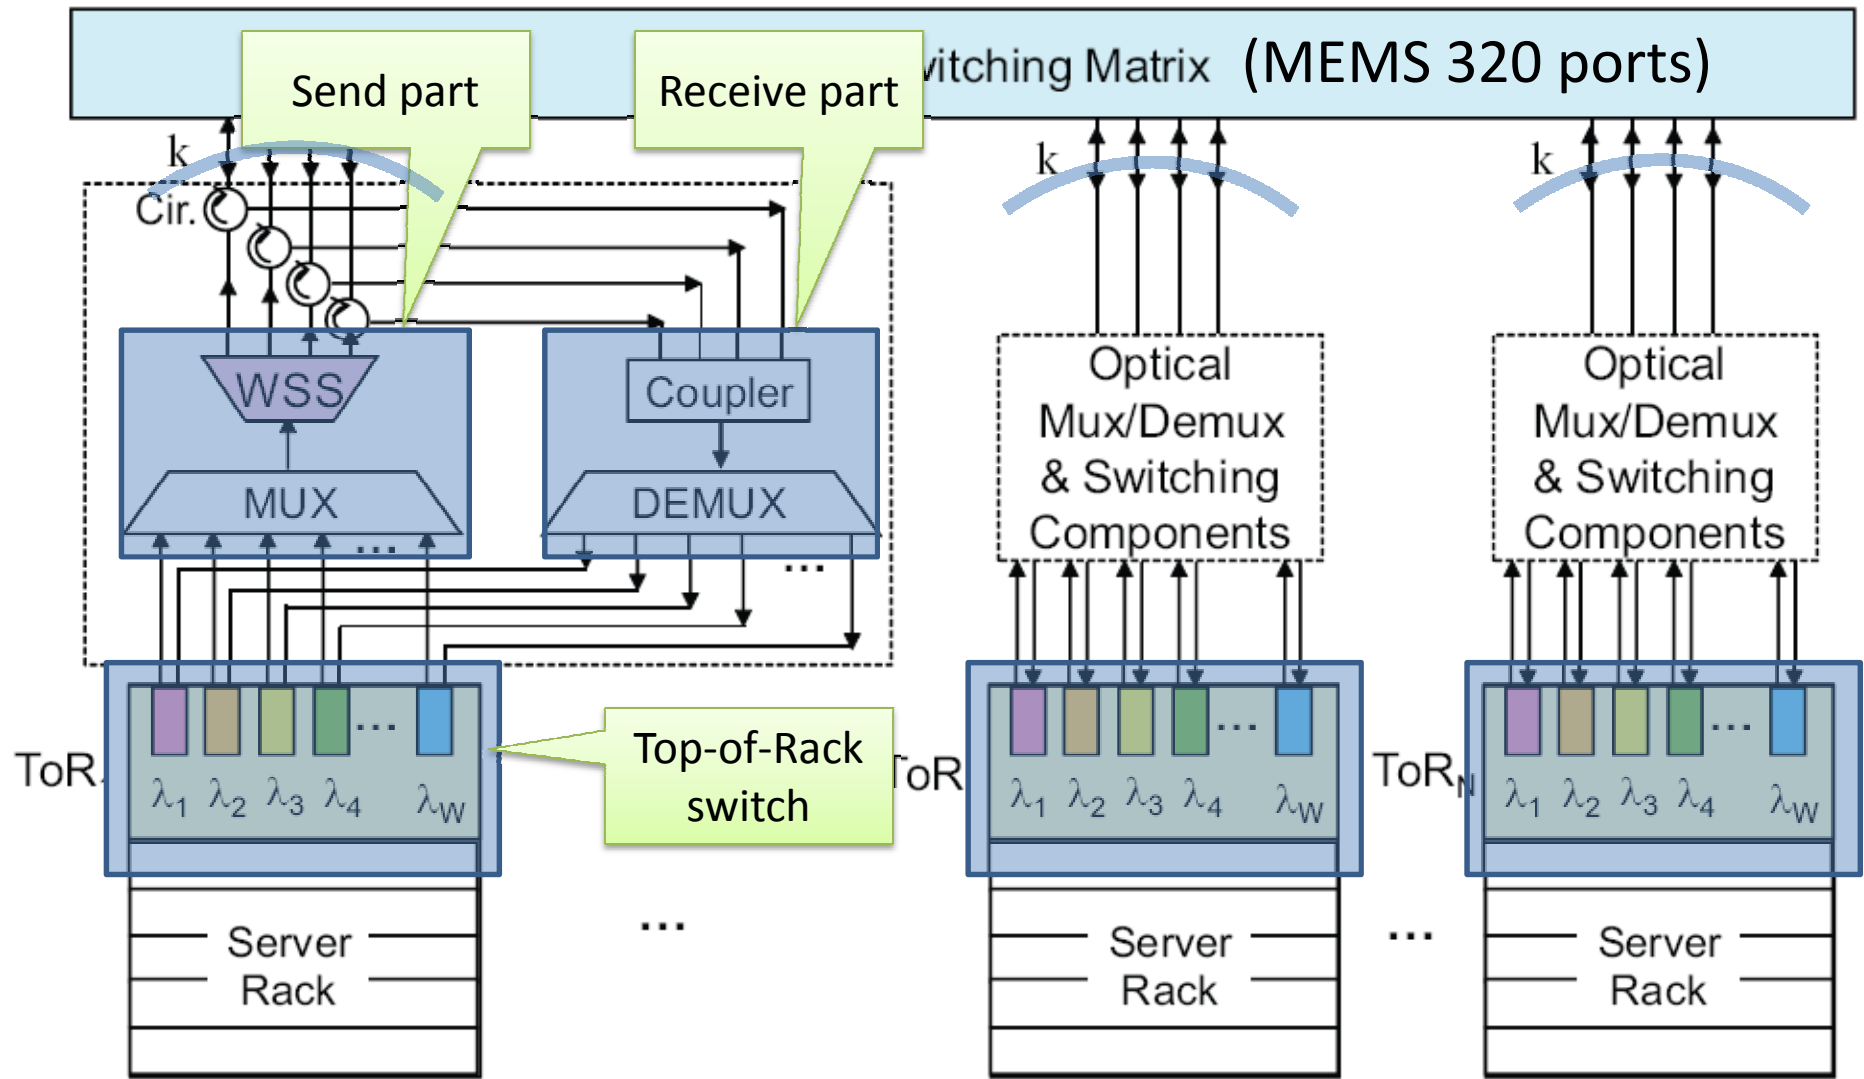 witching Matrix (MEMS 320 ports)
Send part
Receive part
k
k
k
Cir.
WSS
Coupler
MUX
...
DEMUX
...
Optical
Mux/Demux
& Switching
Components
Optical
Mux/Demux
& Switching
Components
ToR
... 
λ1 λ2 λ3 λ4 λW
Top-of-Rack
switch
ToR
...
λ1 λ2 λ3 λ4 λW
ToRN
...
λ1 λ2 λ3 λ4 λW
Server
Rack
...
Server
Rack
...
Server
Rack